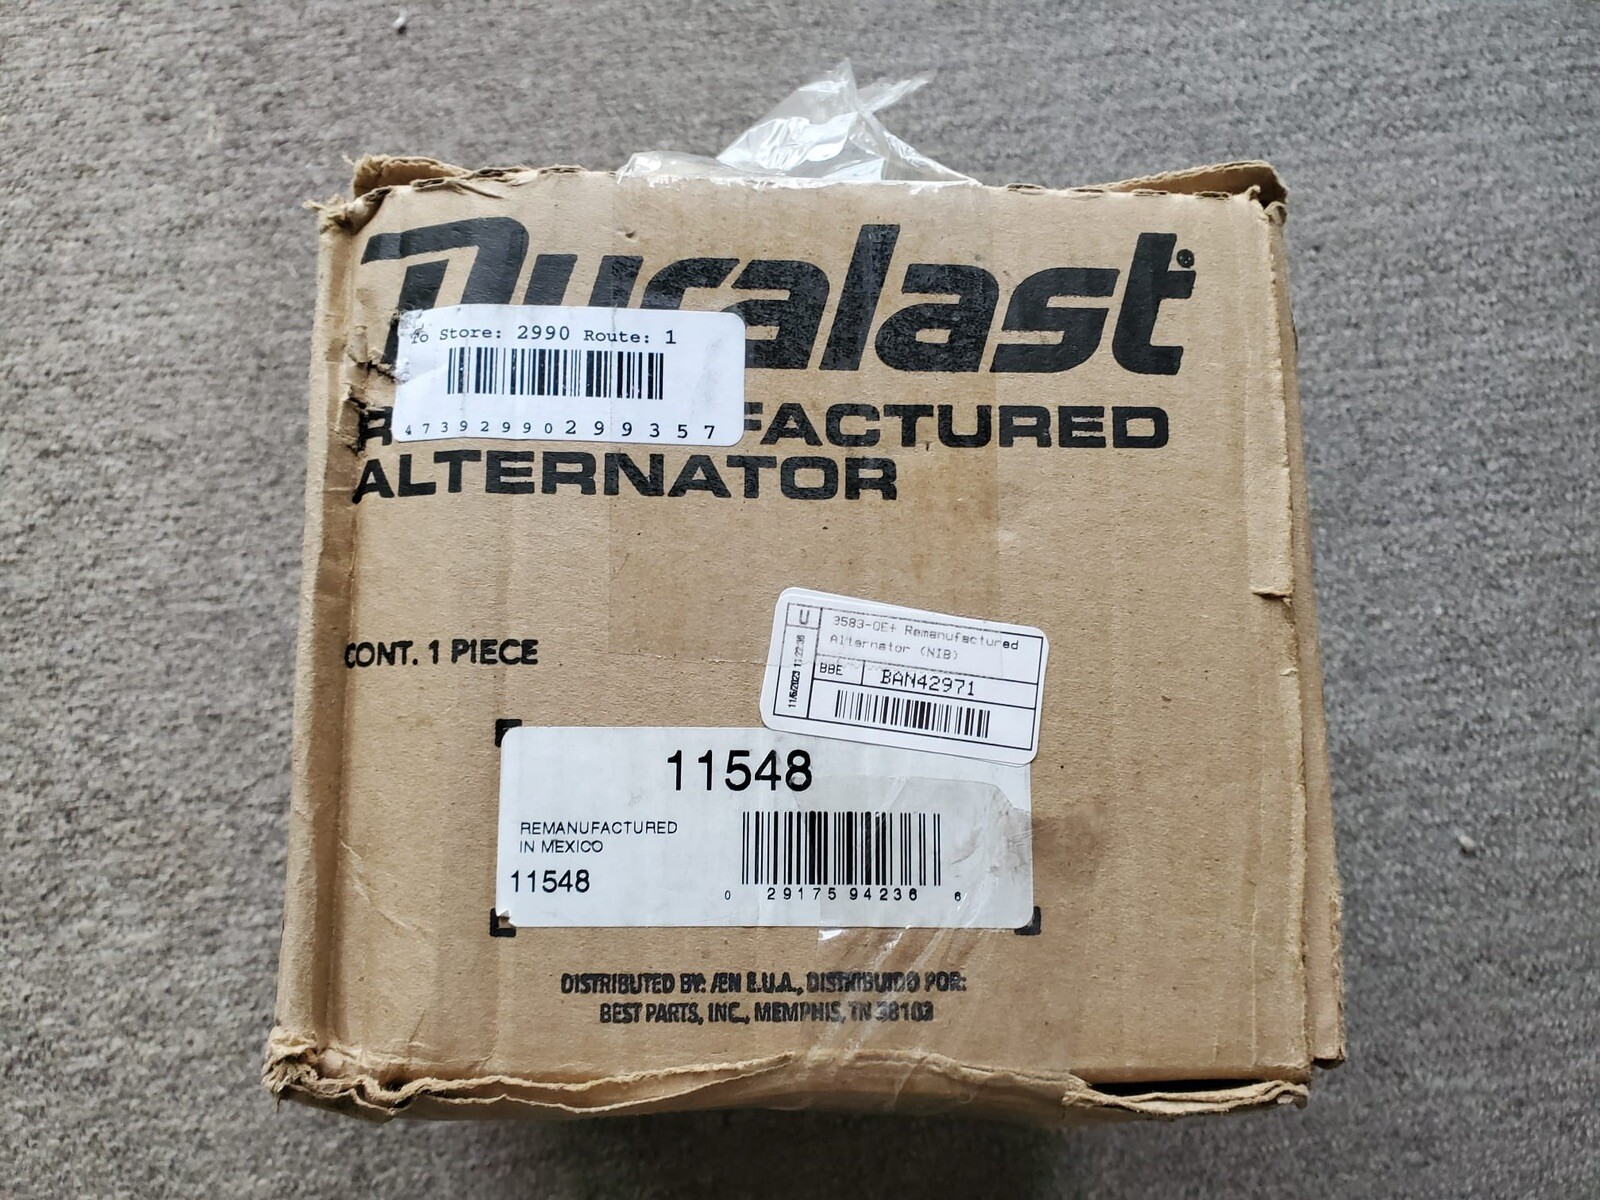 Duralast®
To Store: 2990 Route: 1
47392990299357
FACTURED
ALTERNATOR
CONT. 1 PIECE
U
3583-OE+ Remanufactured
Alternator (NIB)
BBE
BAN42971
11548
REMANUFACTURED
IN MEXICO
11548
0 29175 94236 6
DISTRIBUTED BY: /EN E.U.A., DISTRIBUIDO POR:
BEST PARTS, INC., MEMPHIS, TN 38103